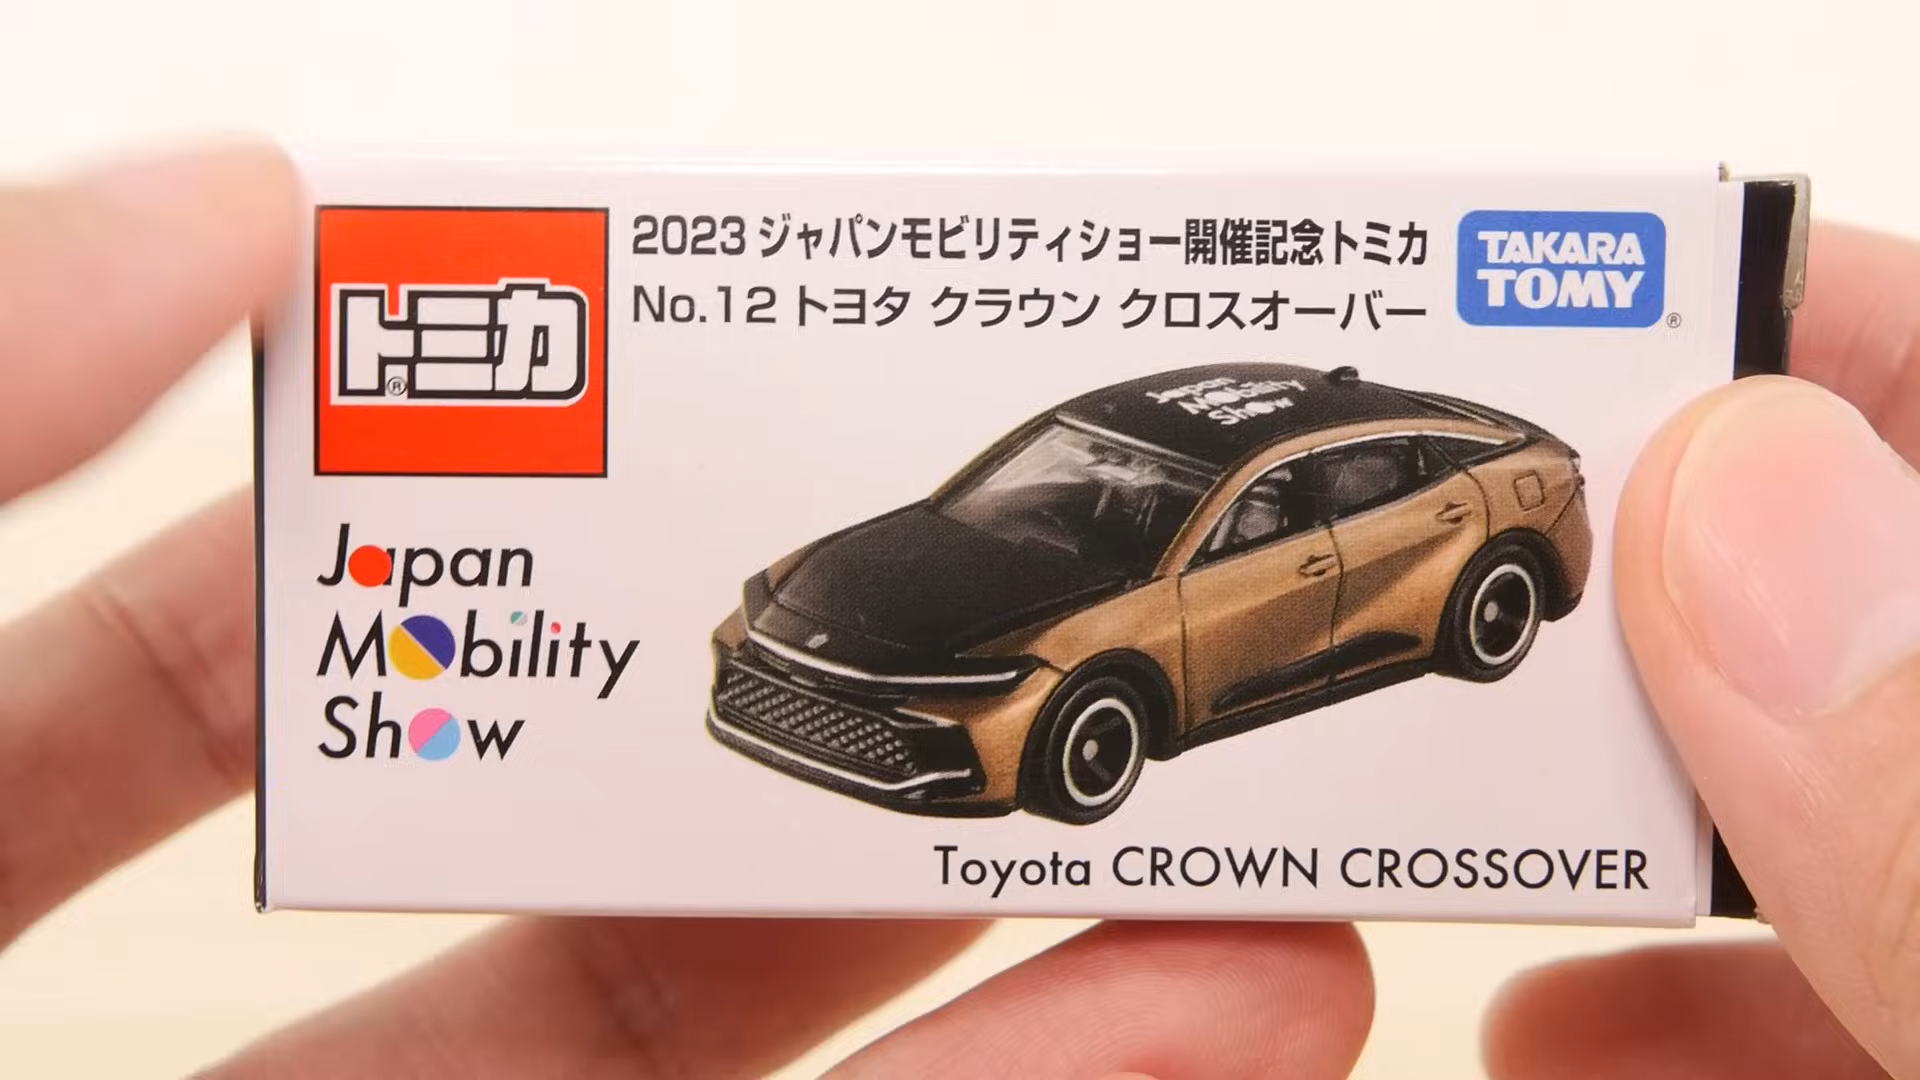 トミカ®
2023 ジャパンモビリティショー開催記念トミカ
No.12 トヨタ クラウン クロスオーバー
TAKARA
TOMY®
Japan
Mobility
Show
Japan
Mobility
Show
Toyota CROWN CROSSOVER